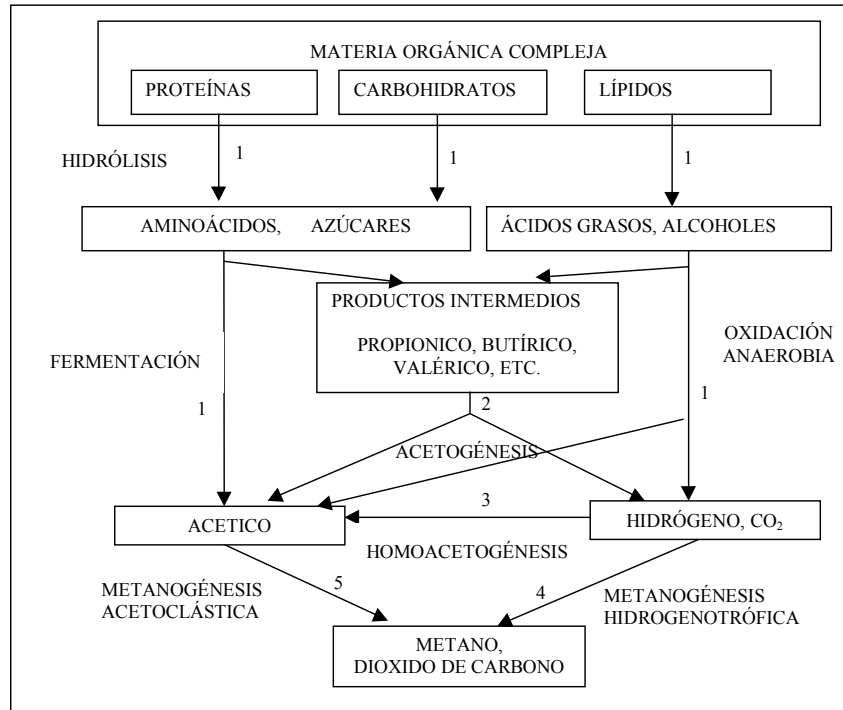 MATERIA ORGÁNICA COMPLEJA
PROTEÍNAS
CARBOHIDRATOS
LÍPIDOS
HIDRÓLISIS
1
1
1
AMINOÁCIDOS, AZÚCARES
ÁCIDOS GRASOS, ALCOHOLES
PRODUCTOS INTERMEDIOS
PROPIONICO, BUTÍRICO,
VALÉRICO, ETC.
FERMENTACIÓN
OXIDACIÓN
ANAEROBIA
1
2
1
ACETOGÉNESIS
ACETICO
3
HIDRÓGENO, CO₂
HOMOACETOGÉNESIS
METANOGÉNESIS
ACETOCLÁSTICA
5
4
METANOGÉNESIS
HIDROGENOTRÓFICA
METANO,
DIOXIDO DE CARBONO